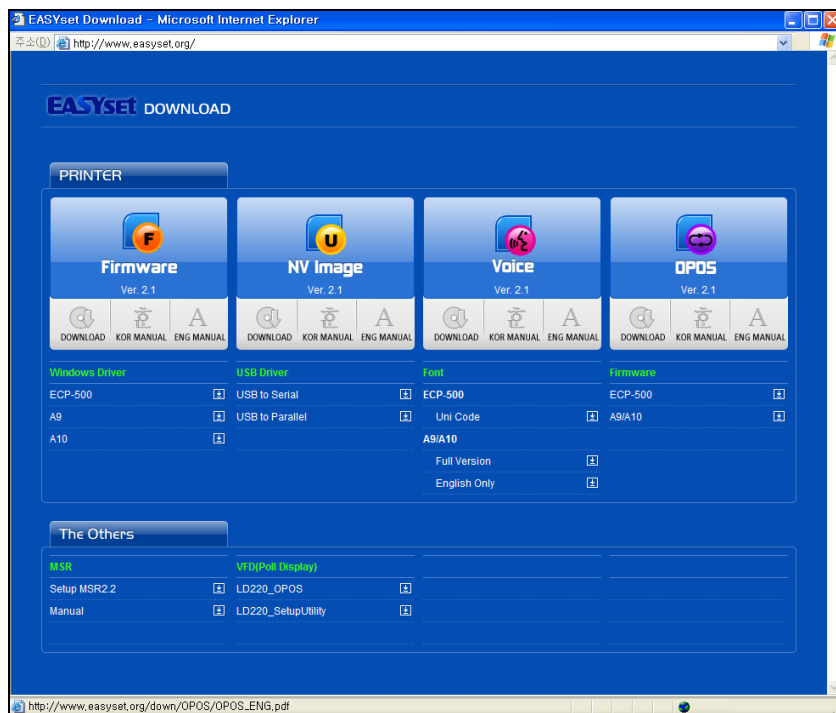 EASYset Download - Microsoft Internet Explorer
주소(D) http://www.easyset.org/
EASYset DOWNLOAD
PRINTER
F U
Firmware NV Image Voice OPOS
Ver. 2.1 Ver. 2.1 Ver. 2.1 Ver. 2.1
호 A 호 A 호 A 호 A
DOWNLOAD KOR MANUAL ENG MANUAL DOWNLOAD KOR MANUAL ENG MANUAL DOWNLOAD KOR MANUAL ENG MANUAL DOWNLOAD KOR MANUAL ENG MANUAL
Windows Driver USB Driver Font Firmware
ECP-500 USB to Serial ECP-500 ECP-500
A9 USB to Parallel Uni Code A9/A10
A10 A9/A10
Full Version
English Only
The Others
MSR VFD(Poll Display)
Setup MSR2.2 LD220_OPOS
Manual LD220_SetupUtility
http://www.easyset.org/down/OPOS/OPOS_ENG.pdf